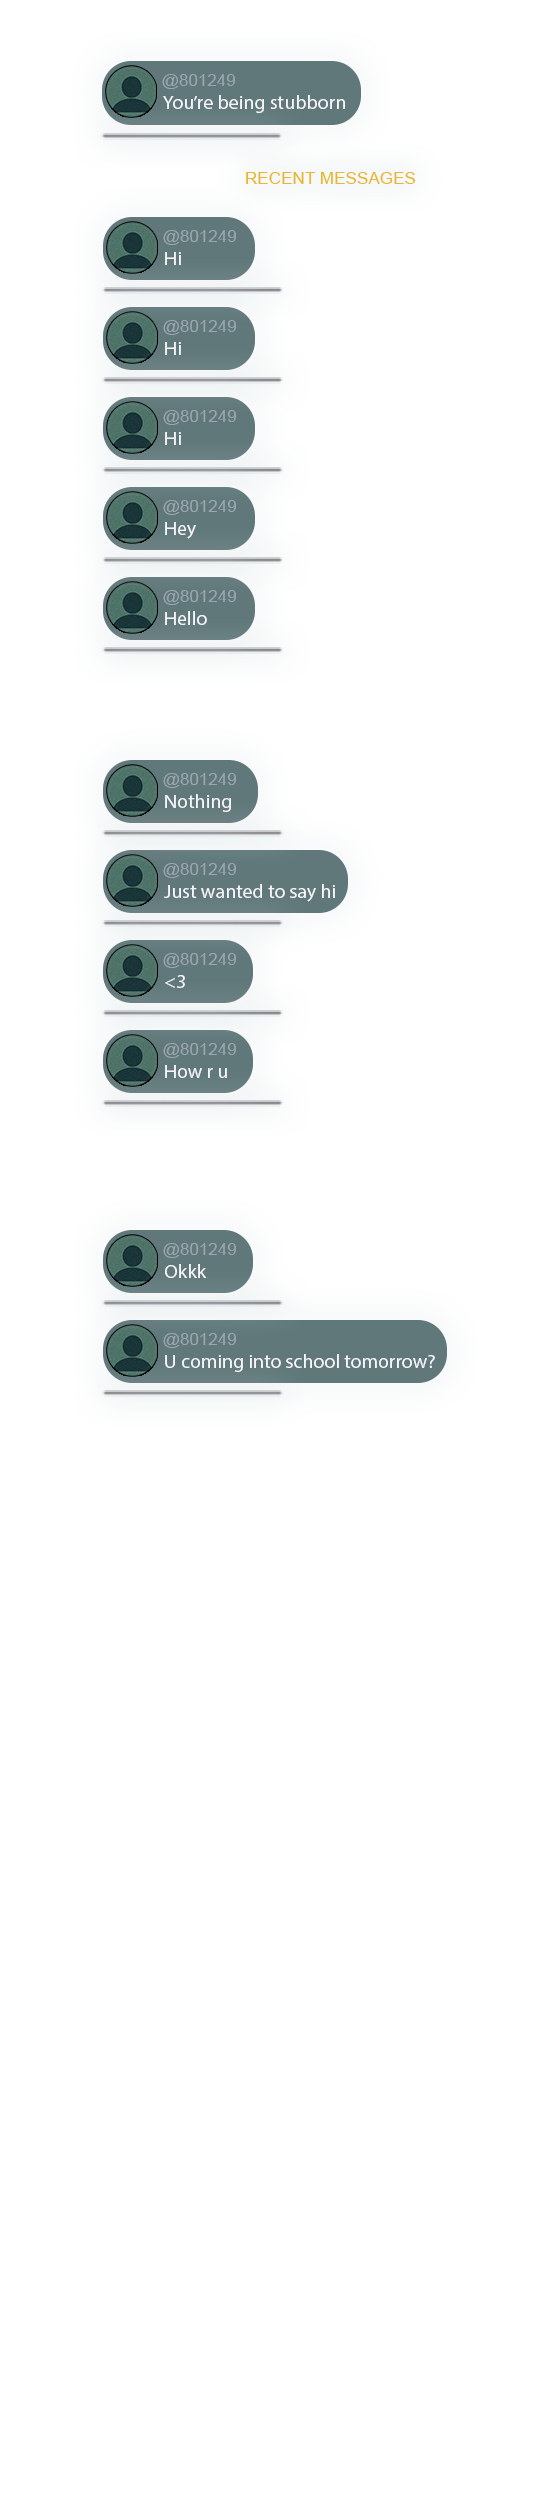 @801249
You’re being stubborn
RECENT MESSAGES
@801249
Hi
@801249
Hi
@801249
Hi
@801249
Hey
@801249
Hello
@801249
Nothing
@801249
Just wanted to say hi
@801249
<3
@801249
How r u
@801249
Okkk
@801249
U coming into school tomorrow?